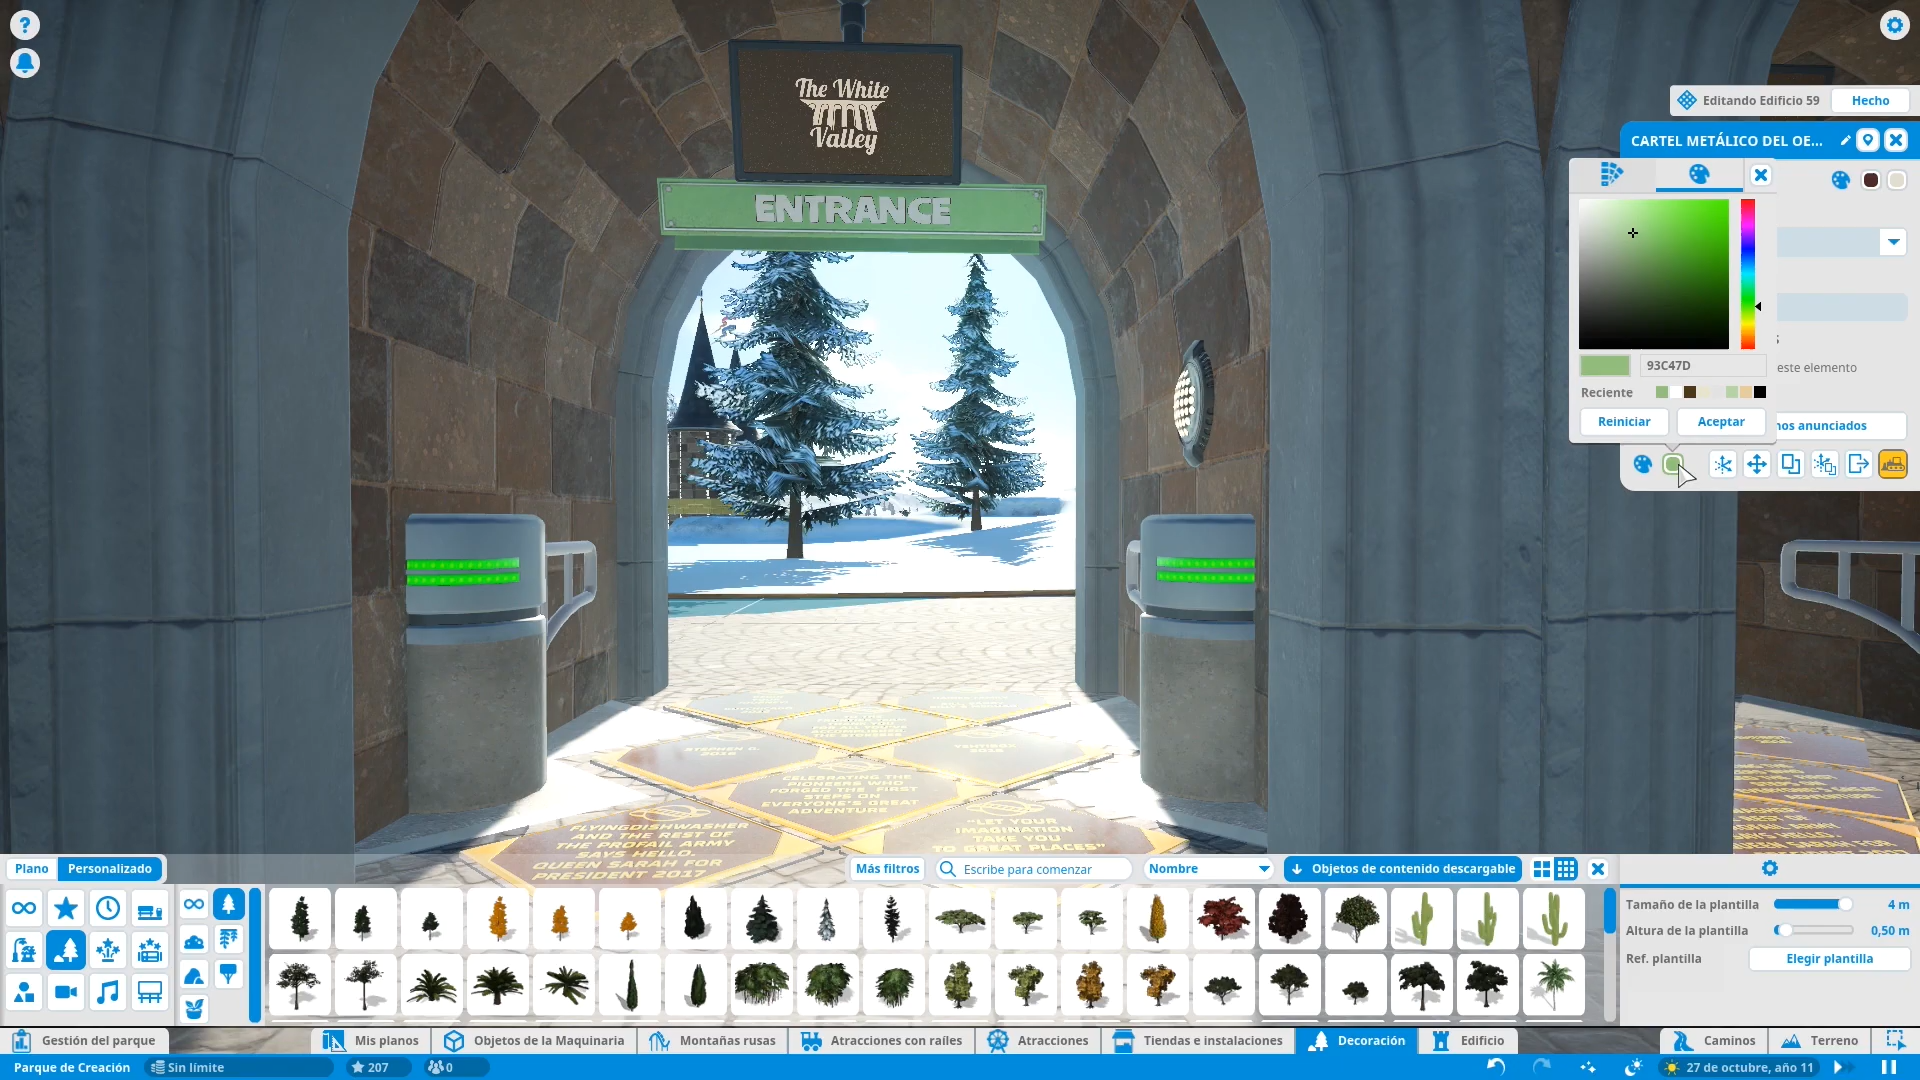 ?
The White
Valley
ENTRANCE
Editando Edificio 59
Hecho
CARTEL METÁLICO DEL OE...
93C47D
este elemento
Reciente
Reiniciar
Aceptar
nos anunciados
STEPHEN G.
2016
2016
CELEBRATING THE
PIONEERS WHO
FORGED THE FIRST
STEPS ON
EVERYONE'S GREAT
ADVENTURE
FLYINGDISHWASHER
AND THE REST OF
THE PROFAIL ARMY
SAYS HELLO.
QUEEN SARAH FOR
PRESIDENT 2017
"LET YOUR
IMAGINATION
TAKE YOU
TO GREAT PLACES"
Plano
Personalizado
Más filtros
Escribe para comenzar
Nombre
Objetos de contenido descargable
Tamaño de la plantilla
4 m
Altura de la plantilla
0,50 m
Ref. plantilla
Elegir plantilla
Gestión del parque
Mis planos
Objetos de la Maquinaria
Montañas rusas
Atracciones con raíles
Atracciones
Tiendas e instalaciones
Decoración
Edificio
Caminos
Terreno
Parque de Creación
Sin límite
207
0
27 de octubre, año 11